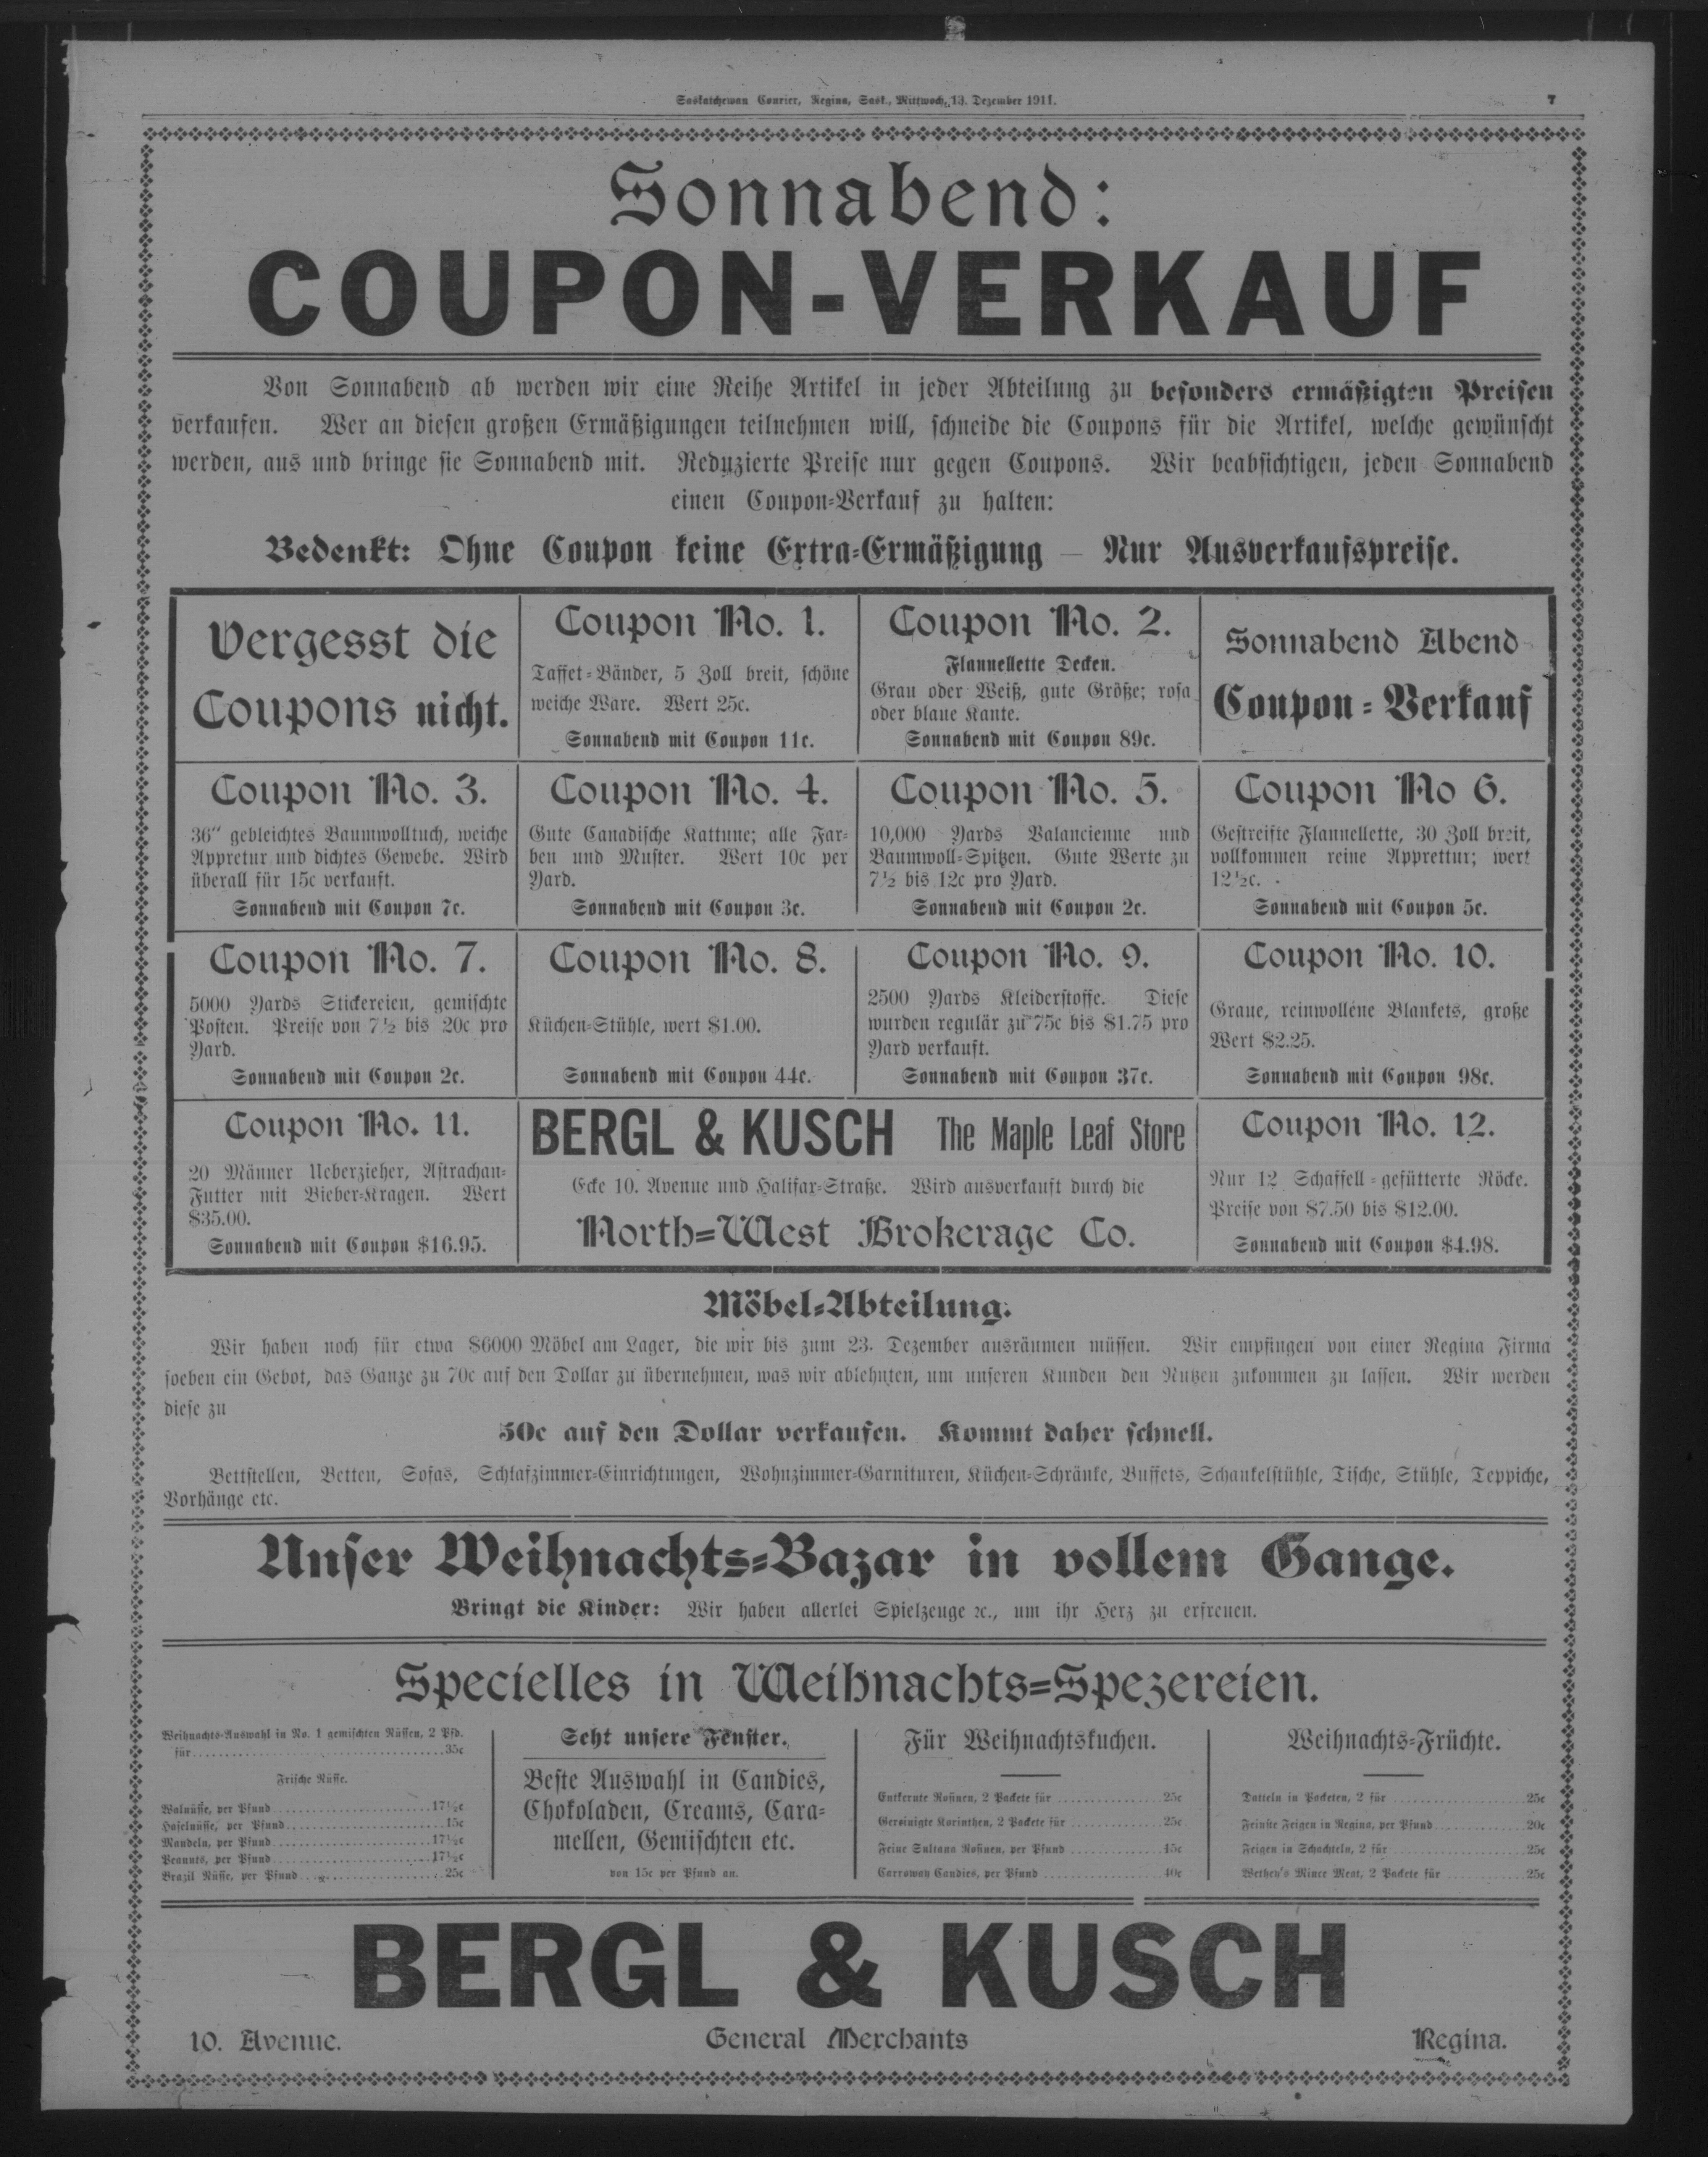 Saskatchewan Courier, Regina, Sask., Mittwoch, 13. Dezember 1911.
7
Sonnabend:
COUPON-VERKAUF
Von Sonnabend ab werden wir eine Reihe Artikel in jeder Abteilung zu besonders ermäßigten Preisen
verkaufen. Wer an diesen großen Ermäßigungen teilnehmen will, schneide die Coupons für die Artikel, welche gewünscht
werden, aus und bringe sie Sonnabend mit. Reduzierte Preise nur gegen Coupons. Wir beabsichtigen, jeden Sonnabend
einen Coupon-Verkauf zu halten:
Bedenkt: Ohne Coupon keine Extra-Ermäßigung — Nur Ausverkaufspreise.
Vergesst die
Coupons nicht.
Coupon No. 1.
Taffet-Bänder, 5 Zoll breit, schöne
weiche Ware. Wert 25c.
Sonnabend mit Coupon 11c.
Coupon No. 2.
Flannellette Decken.
Grau oder Weiß, gute Größe; rosa
oder blaue Kante.
Sonnabend mit Coupon 89c.
Sonnabend Abend
Coupon-Verkauf
Coupon No. 3.
36" gebleichtes Baumwolltuch, weiche
Appretur und dichtes Gewebe. Wird
überall für 15c verkauft.
Sonnabend mit Coupon 7c.
Coupon No. 4.
Gute Canadische Kattune; alle Far-
ben und Muster. Wert 10c per
Yard.
Sonnabend mit Coupon 3c.
Coupon No. 5.
10,000 Yards Valancienne und
Baumwoll-Spitzen. Gute Werte zu
7½ bis 12c pro Yard.
Sonnabend mit Coupon 2c.
Coupon No 6.
Gestreifte Flannellette, 30 Zoll breit,
vollkommen reine Apprettur; wert
12½c.
Sonnabend mit Coupon 5c.
Coupon No. 7.
5000 Yards Stickereien, gemischte
Posten. Preise von 7½ bis 20c pro
Yard.
Sonnabend mit Coupon 2c.
Coupon No. 8.
Küchen-Stühle, wert $1.00.
Sonnabend mit Coupon 44c.
Coupon No. 9.
2500 Yards Kleiderstoffe. Diese
wurden regulär zu 75c bis $1.75 pro
Yard verkauft.
Sonnabend mit Coupon 37c.
Coupon No. 10.
Graue, reinwollene Blankets, große
Wert $2.25.
Sonnabend mit Coupon 98c.
Coupon No. 11.
20 Männer Ueberzieher, Astrachan-
Futter mit Bieber-Kragen. Wert
$35.00.
Sonnabend mit Coupon $16.95.
BERGL & KUSCH The Maple Leaf Store
Ecke 10. Avenue und Halifax-Straße. Wird ausverkauft durch die
North-West Brokerage Co.
Coupon No. 12.
Nur 12 Schaffell-gefütterte Röcke.
Preise von $7.50 bis $12.00.
Sonnabend mit Coupon $4.98.
Möbel-Abteilung.
Wir haben noch für etwa $6000 Möbel am Lager, die wir bis zum 23. Dezember ausräumen müssen. Wir empfingen von einer Regina Firma
soeben ein Gebot, das Ganze zu 70c auf den Dollar zu übernehmen, was wir ablehnten, um unseren Kunden den Nutzen zukommen zu lassen. Wir werden
diese zu
50c auf den Dollar verkaufen. Kommt daher schnell.
Bettstellen, Betten, Sofas, Schlafzimmer-Einrichtungen, Wohnzimmer-Garnituren, Küchen-Schränke, Buffets, Schaukelstühle, Tische, Stühle, Teppiche,
Vorhänge etc.
Unser Weihnachts-Bazar in vollem Gange.
Bringt die Kinder: Wir haben allerlei Spielzeuge ꝛc., um ihr Herz zu erfreuen.
Specielles in Weihnachts-Spezereien.
Weihnachts-Auswahl in No. 1 gemischten Nüssen, 2 Pfd.
für 35c
Frische Nüsse.
Walnüsse, per Pfund 17½c
Haselnüsse, per Pfund 15c
Mandeln, per Pfund 17½c
Peanuts, per Pfund 17½c
Brazil Nüsse, per Pfund 25c
Seht unsere Fenster.
Beste Auswahl in Candies,
Chokoladen, Creams, Cara-
mellen, Gemischten etc.
von 15c per Pfund an.
Für Weihnachtskuchen.
Entkernte Rosinen, 2 Packete für 25c
Gereinigte Korinthen, 2 Packete für 25c
Feine Sultana Rosinen, per Pfund 15c
Carroway Candies, per Pfund 40c
Weihnachts-Früchte.
Datteln in Packeten, 2 für 25c
Feinste Feigen in Regina, per Pfund 20c
Feigen in Schachteln, 2 für 25c
Wethey's Mince Meat, 2 Packete für 25c
BERGL & KUSCH
10. Avenue. General Merchants Regina.